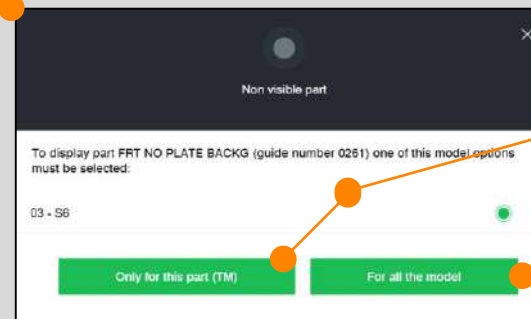 Non visible part
To display part FRT NO PLATE BACKG (guide number 0261) one of this model options
must be selected:
03 - S6
Only for this part (TM)
For all the model